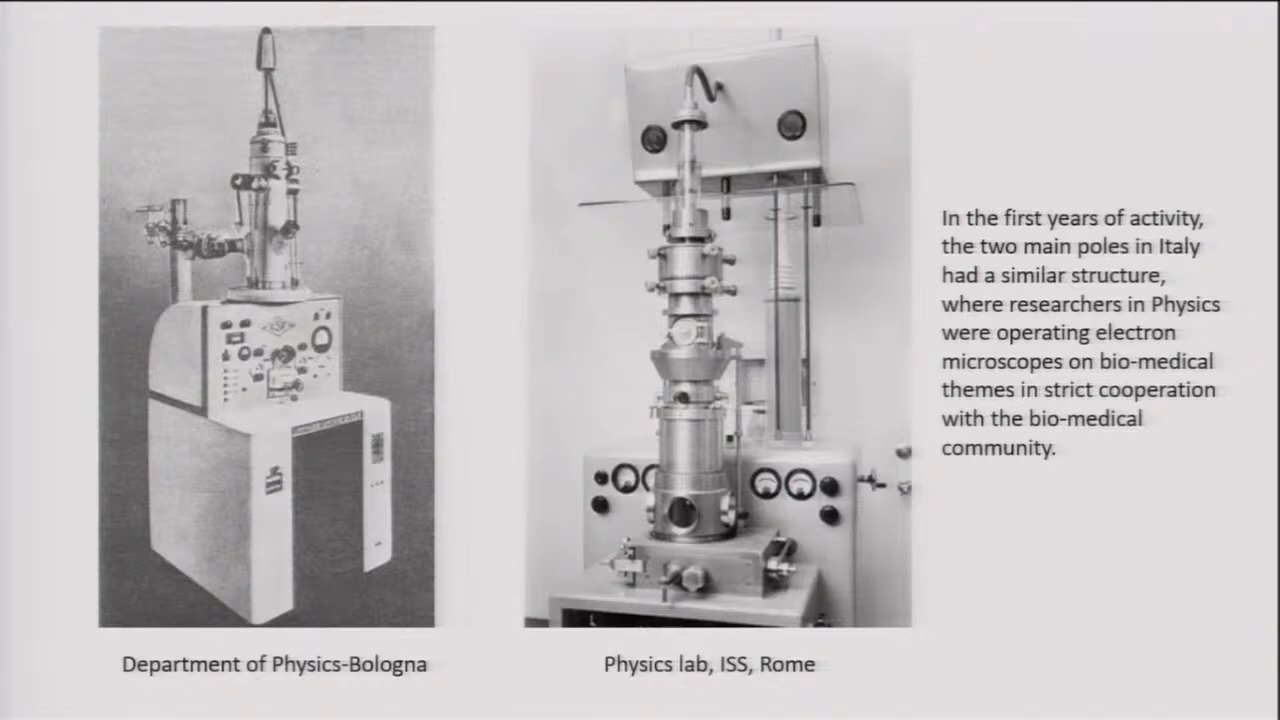 In the first years of activity,
the two main poles in Italy
had a similar structure,
where researchers in Physics
were operating electron
microscopes on bio-medical
themes in strict cooperation
with the bio-medical
community.
Department of Physics-Bologna
Physics lab, ISS, Rome